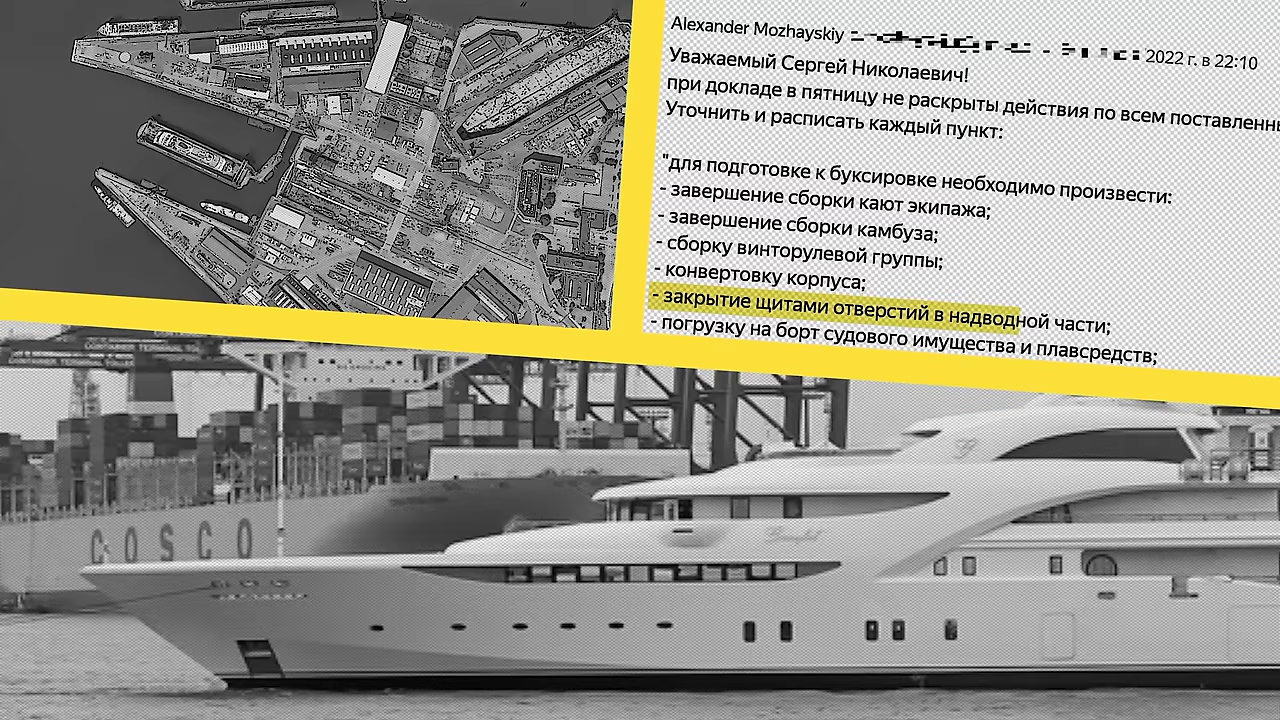 Alexander Mozhayskiy 2022 г. в 22:10
Уважаемый Сергей Николаевич!
при докладе в пятницу не раскрыты действия по всем
Уточнить и расписать каждый пункт:
"для подготовке к буксировке необходимо произвести:
- завершение сборки кают экипажа;
- завершение сборки камбуза;
- сборку винторулевой группы;
- конвертовку корпуса;
- закрытие щитами отверстий в надводной части;
- погрузку на борт судового имущества и плавсредств;
COSCO